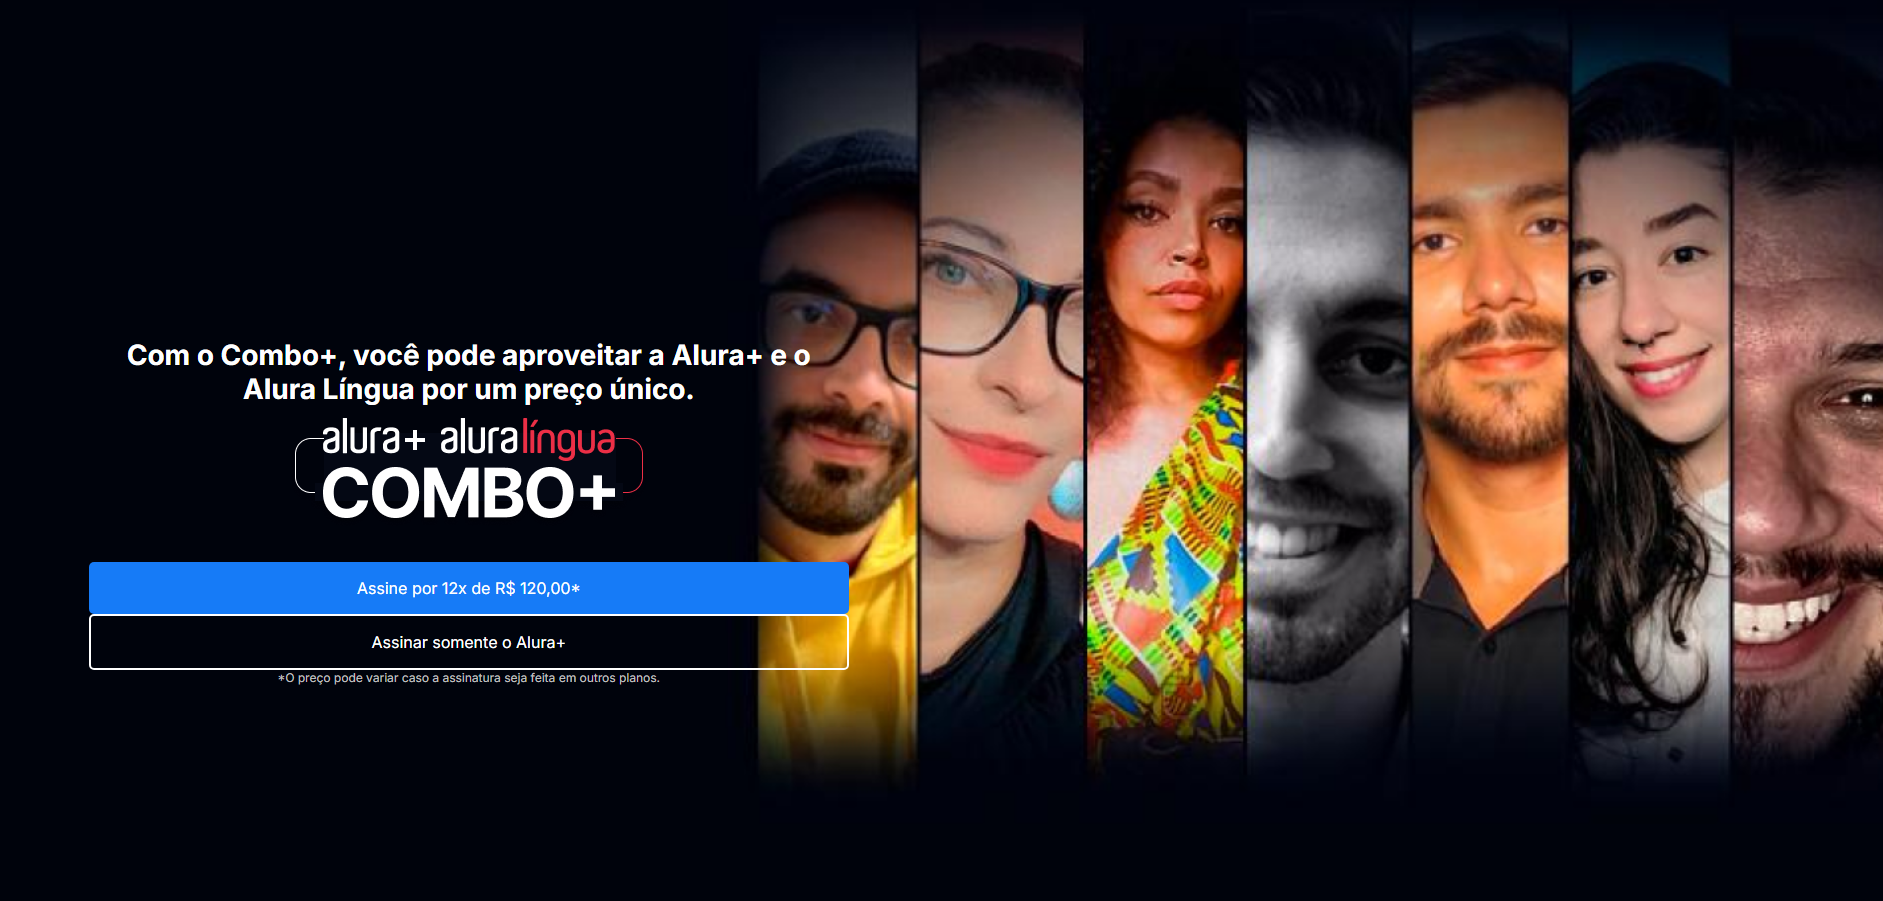 Com o Combo+, você pode aproveitar a Alura+ e o
Alura Língua por um preço único.
alura+ aluralíngua
COMBO+
Assine por 12x de R$ 120,00*
Assinar somente o Alura+
*O preço pode variar caso a assinatura seja feita em outros planos.